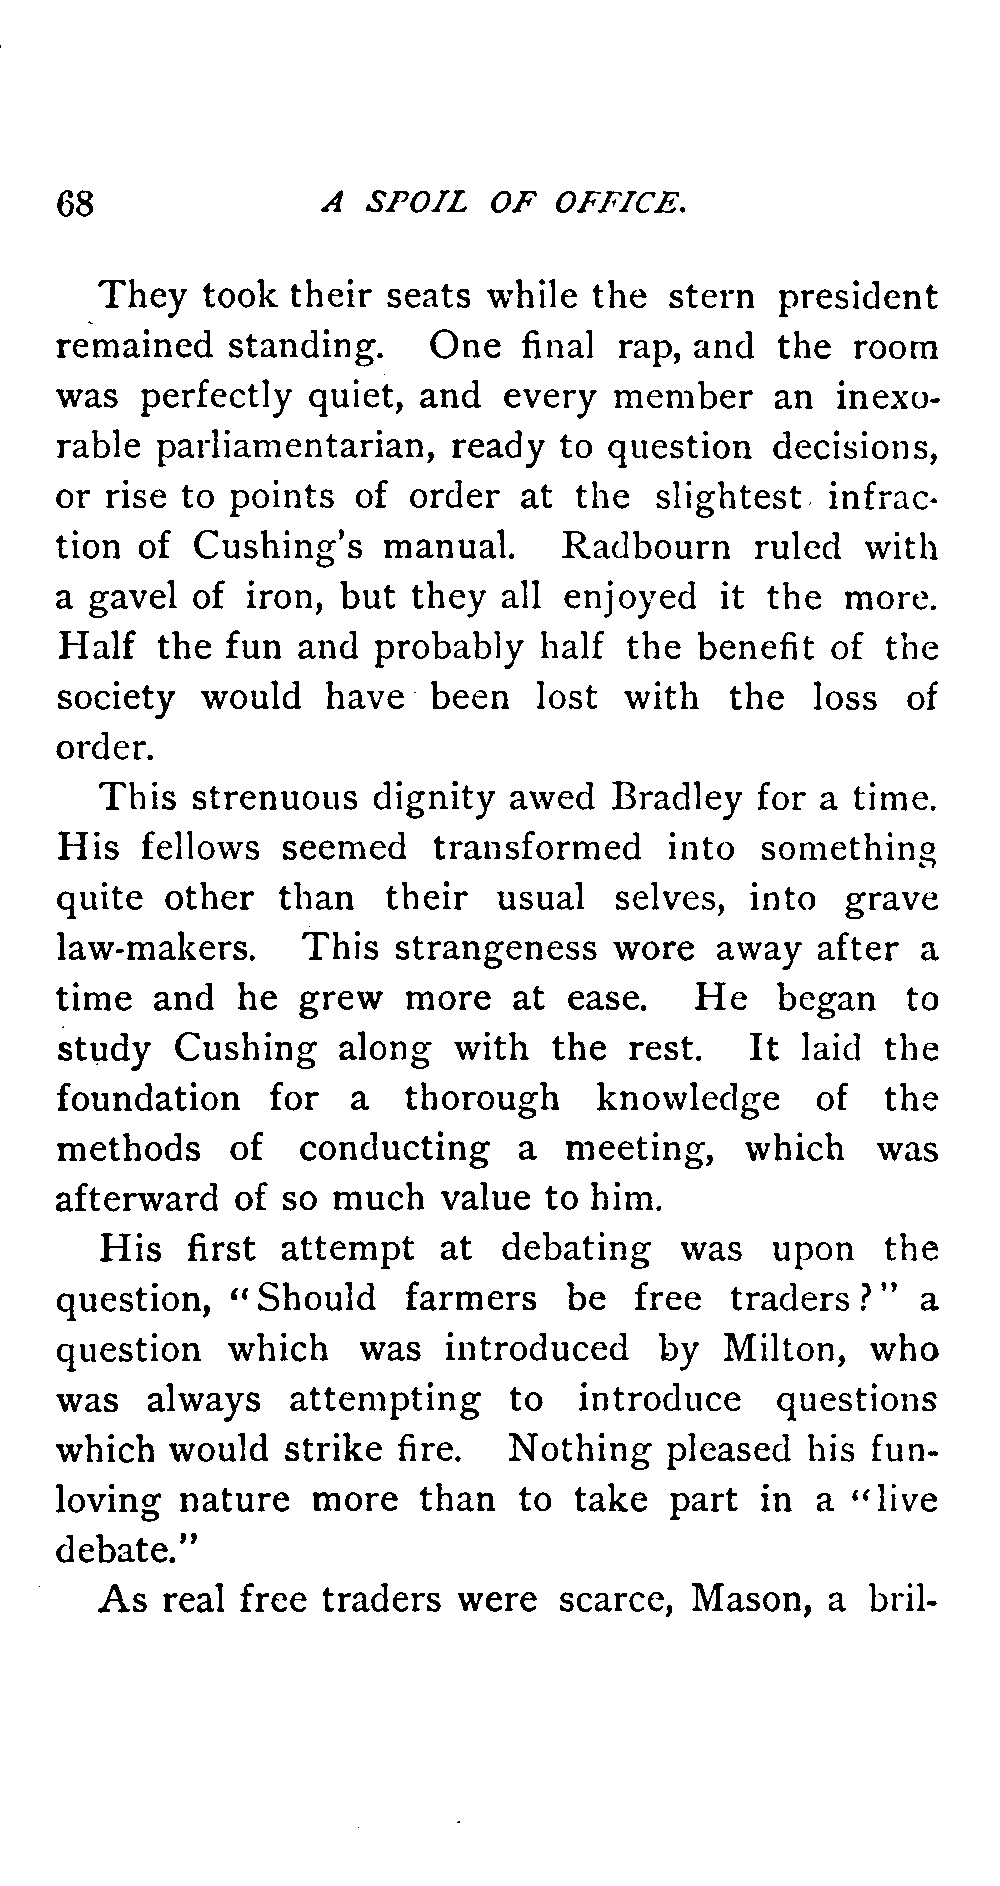 68 A SPOIL OF OFFICE.
They took their seats while the stern president
remained standing. One final rap, and the room
was perfectly quiet, and every member an inexo-
rable parliamentarian, ready to question decisions,
or rise to points of order at the slightest infrac-
tion of Cushing's manual. Radbourn ruled with
a gavel of iron, but they all enjoyed it the more.
Half the fun and probably half the benefit of the
society would have been lost with the loss of
order.
This strenuous dignity awed Bradley for a time.
His fellows seemed transformed into something
quite other than their usual selves, into grave
law-makers. This strangeness wore away after a
time and he grew more at ease. He began to
study Cushing along with the rest. It laid the
foundation for a thorough knowledge of the
methods of conducting a meeting, which was
afterward of so much value to him.
His first attempt at debating was upon the
question, "Should farmers be free traders?" a
question which was introduced by Milton, who
was always attempting to introduce questions
which would strike fire. Nothing pleased his fun-
loving nature more than to take part in a "live
debate."
As real free traders were scarce, Mason, a bril-